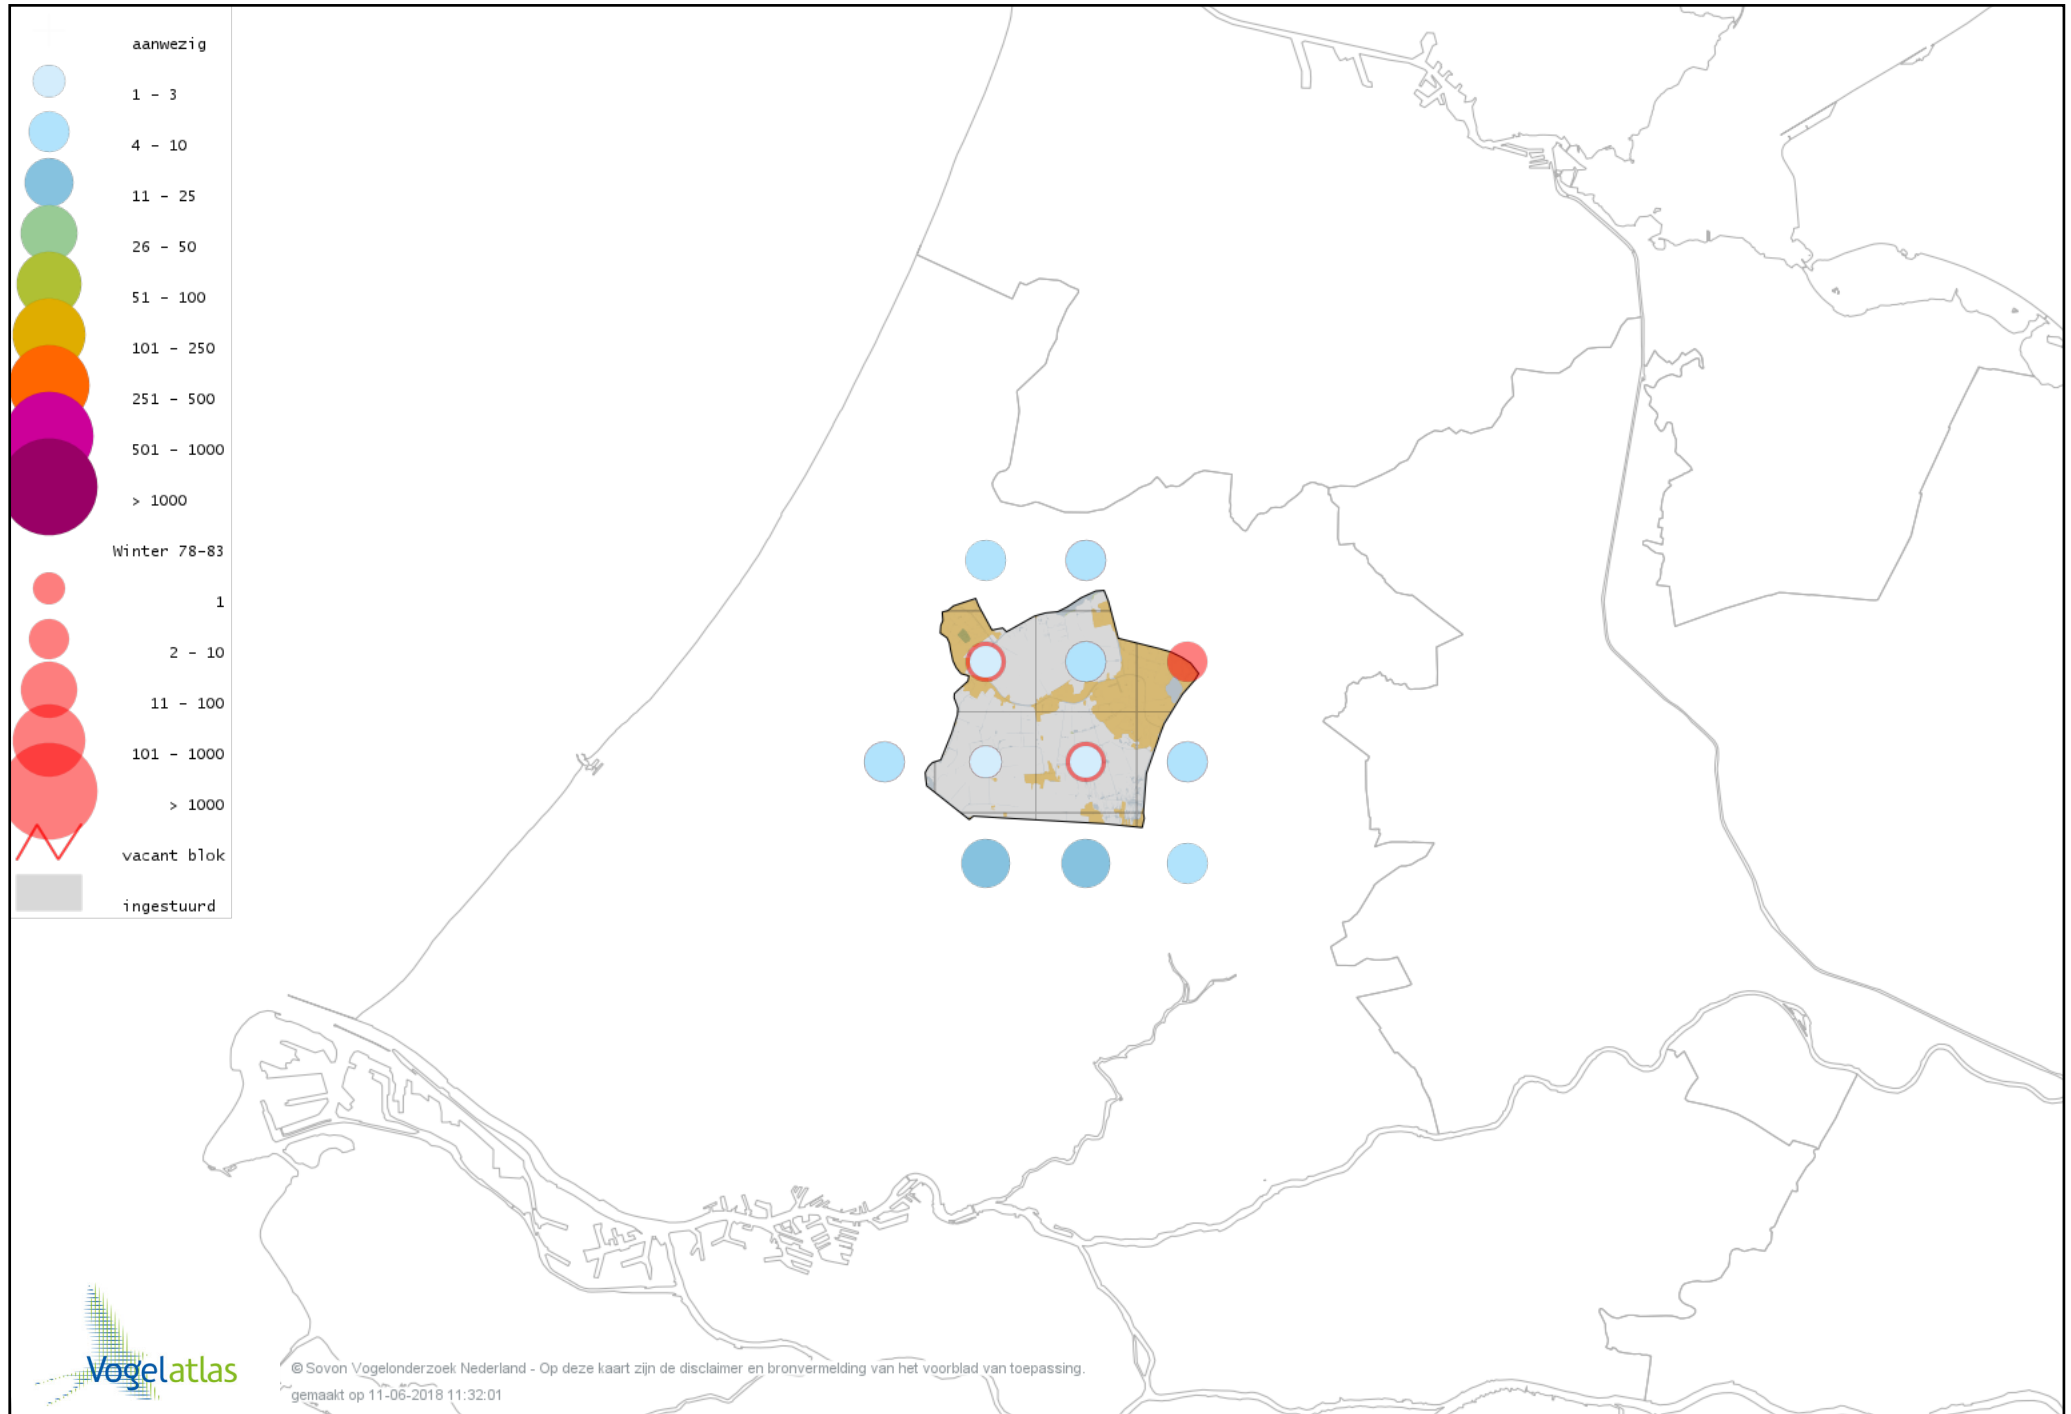 aanwezig
1 - 3
4 - 10
11 - 25
26 - 50
51 - 100
101 - 250
251 - 500
501 - 1000
> 1000
Winter 78-83
1
2 - 10
11 - 100
101 - 1000
> 1000
vacant blok
ingestuurd
Vogelatlas
© Sovon Vogelonderzoek Nederland - Op deze kaart zijn de disclaimer en bronvermelding van het voorblad van toepassing.
gemaakt op 11-06-2018 11:32:01